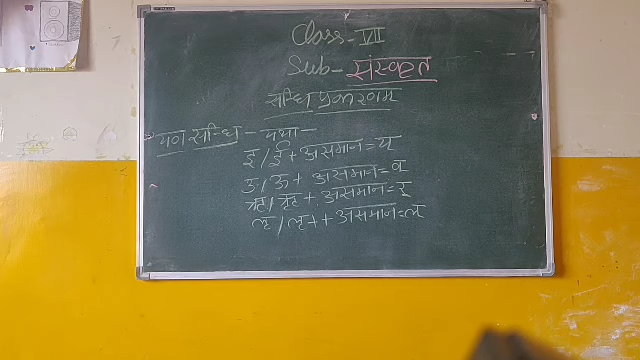 Class - VII
Sub - संस्कृत
सन्धि प्रकरणम
यण सन्धि - यथा -
इ / ई + असमान = य
उ / ऊ + असमान = व
ऋ / ॠ + असमान = र्
लृ / लृ + असमान = ल